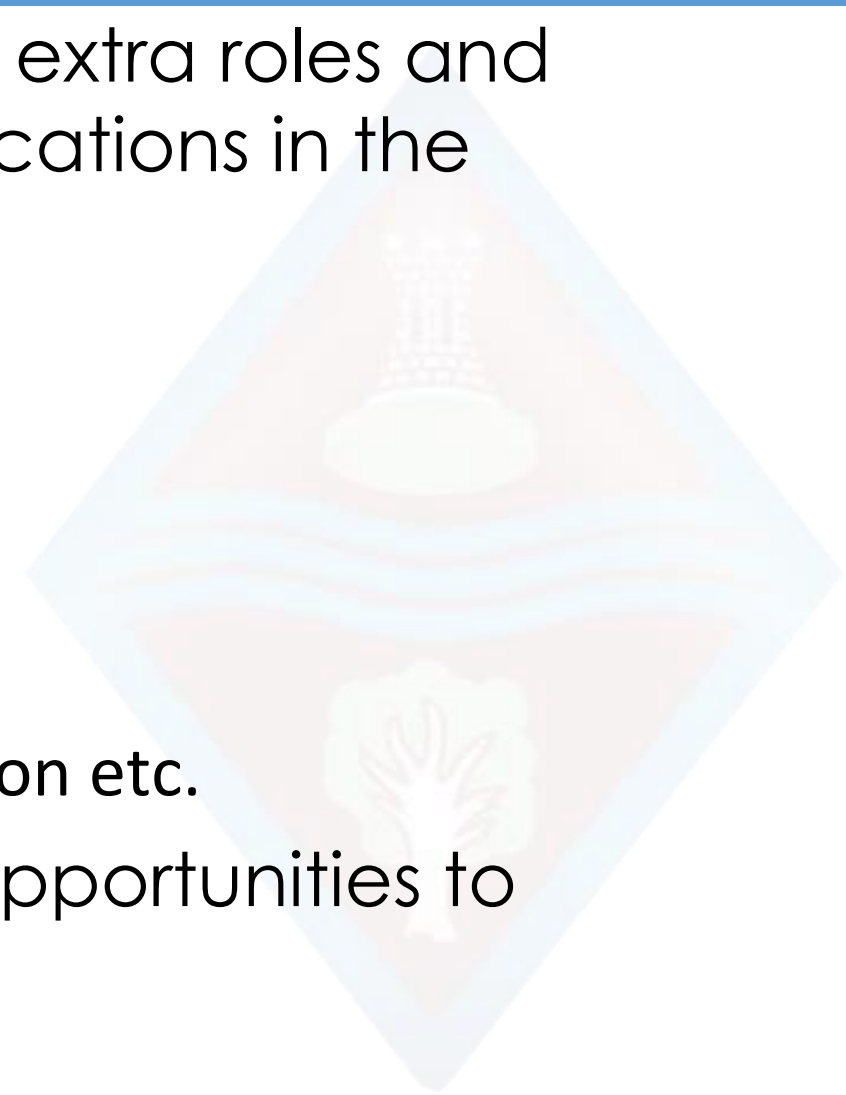 extra roles and
cations in the
on etc.
pportunities to